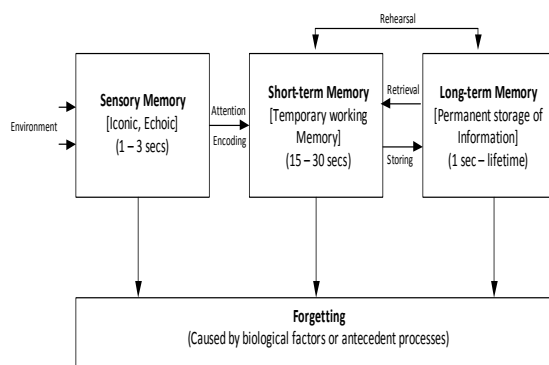 Rehearsal
Sensory Memory
[Iconic, Echoic]
(1 – 3 secs)
Environment
Attention
Encoding
Short-term Memory
[Temporary working
Memory]
(15 – 30 secs)
Retrieval
Storing
Long-term Memory
[Permanent storage of
Information]
(1 sec – lifetime)
Forgetting
(Caused by biological factors or antecedent processes)